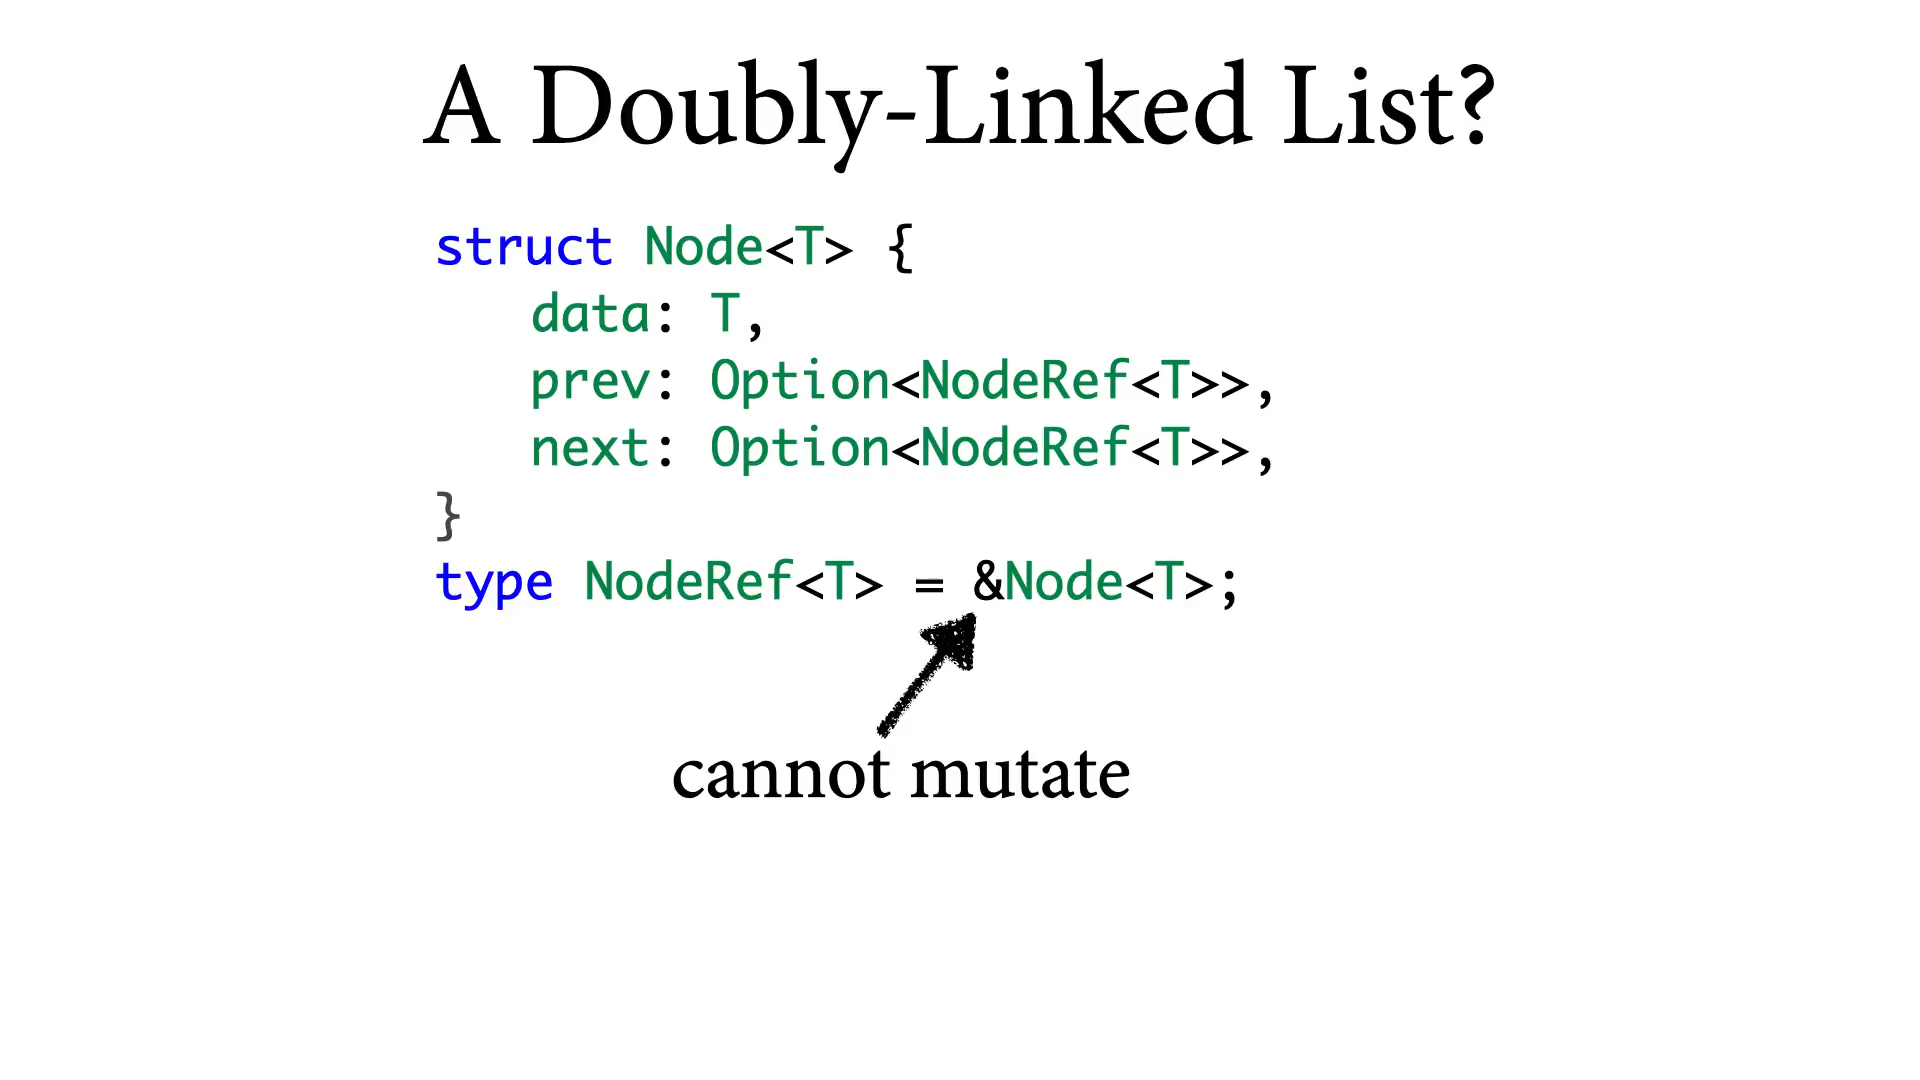 A Doubly-Linked List?
struct Node<T> {
data: T,
prev: Option<NodeRef<T>>,
next: Option<NodeRef<T>>,
}
type NodeRef<T> = &Node<T>;
cannot mutate